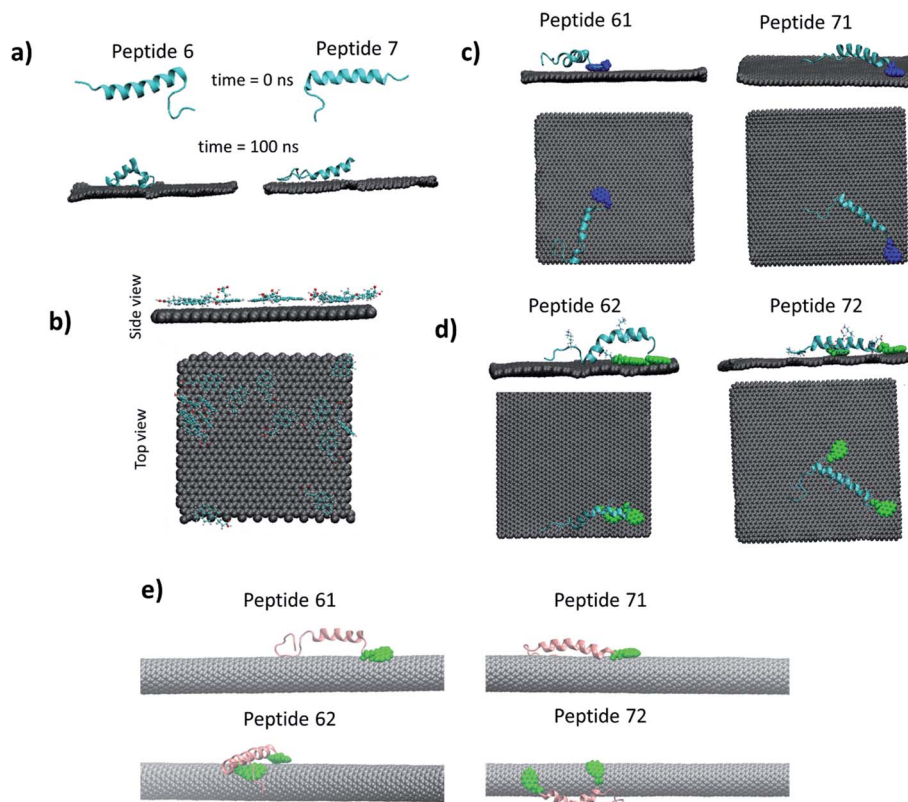 a)
Peptide 6
Peptide 7
time = 0 ns
time = 100 ns
b)
Side view
Top view
c)
Peptide 61
Peptide 71
d)
Peptide 62
Peptide 72
e)
Peptide 61
Peptide 71
Peptide 62
Peptide 72